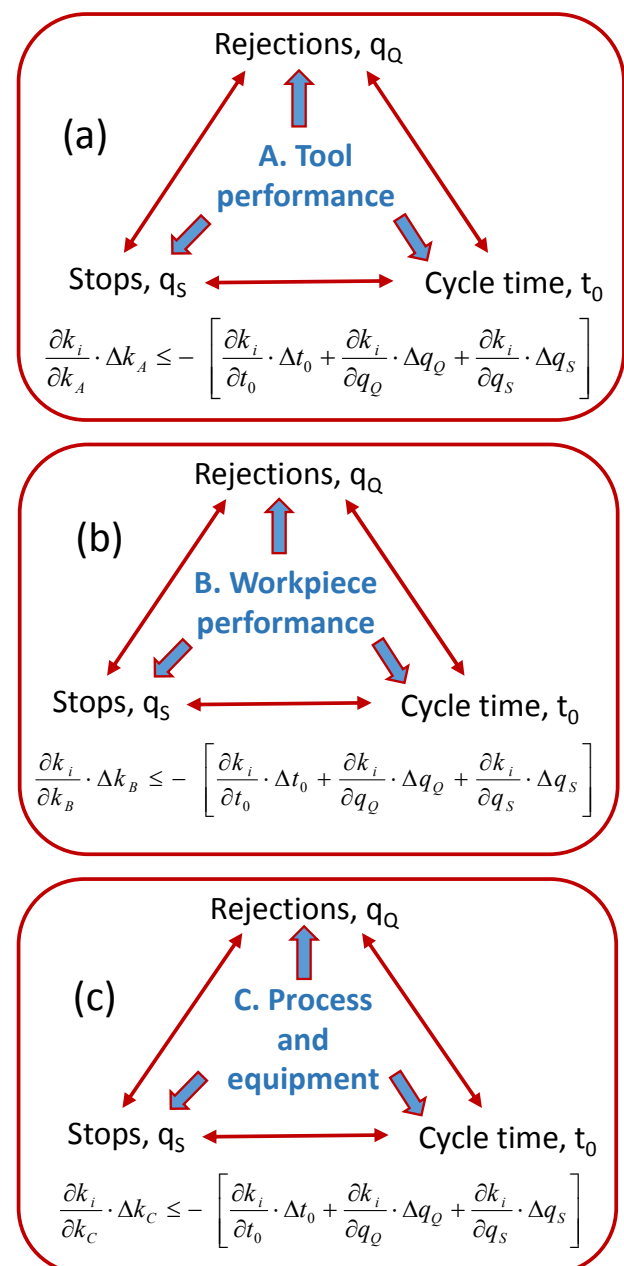 Rejections, q_Q
(a)
A. Tool
performance
Stops, q_S
Cycle time, t_0
∂k_i/∂k_A · Δk_A ≤ − [∂k_i/∂t_0 · Δt_0 + ∂k_i/∂q_Q · Δq_Q + ∂k_i/∂q_S · Δq_S]
Rejections, q_Q
(b)
B. Workpiece
performance
Stops, q_S
Cycle time, t_0
∂k_i/∂k_B · Δk_B ≤ − [∂k_i/∂t_0 · Δt_0 + ∂k_i/∂q_Q · Δq_Q + ∂k_i/∂q_S · Δq_S]
Rejections, q_Q
(c)
C. Process
and
equipment
Stops, q_S
Cycle time, t_0
∂k_i/∂k_C · Δk_C ≤ − [∂k_i/∂t_0 · Δt_0 + ∂k_i/∂q_Q · Δq_Q + ∂k_i/∂q_S · Δq_S]